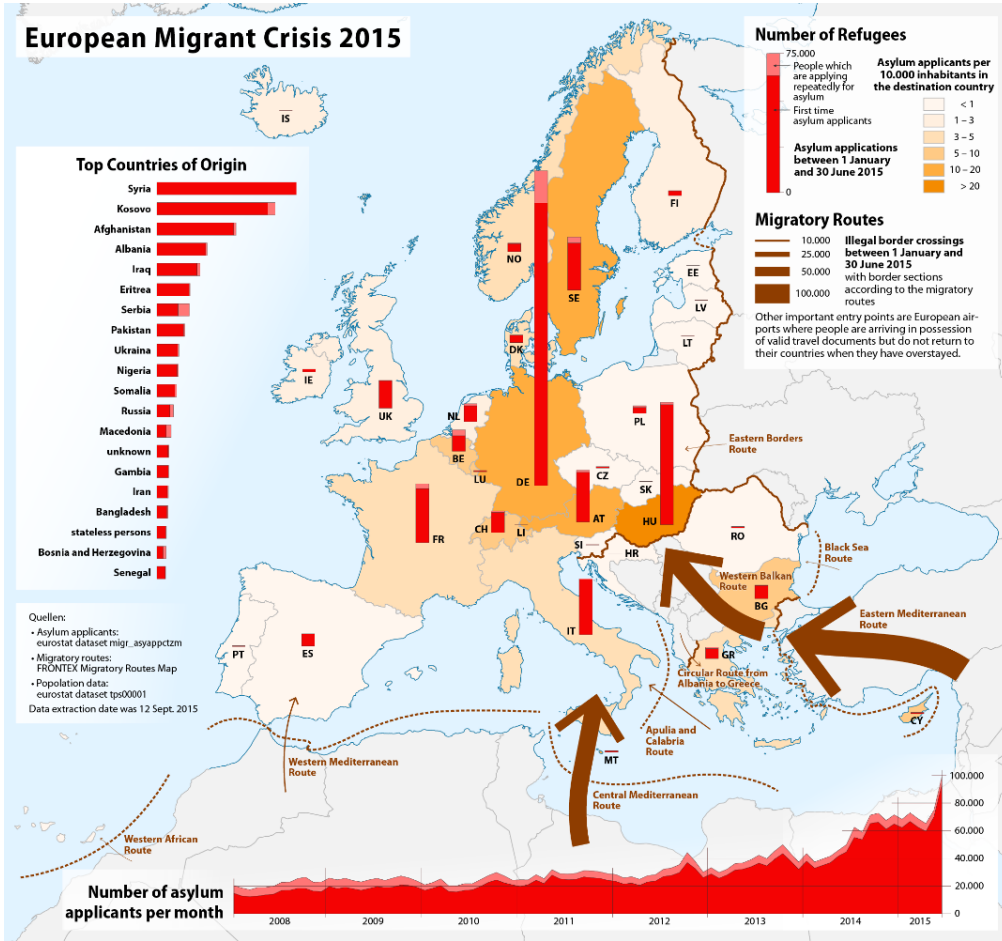 European Migrant Crisis 2015
Number of Refugees
75.000
People which
are applying
repeatedly for
asylum
First time
asylum applicants
Asylum applications
between 1 January
and 30 June 2015
0
Asylum applicants per
10.000 inhabitants in
the destination country
< 1
1 – 3
3 – 5
5 – 10
10 – 20
> 20
Migratory Routes
10.000
25.000
50.000
100.000
Illegal border crossings
between 1 January and
30 June 2015
with border sections
according to the migratory
routes
Other important entry points are European air-
ports where people are arriving in possession
of valid travel documents but do not return to
their countries when they have overstayed.
Top Countries of Origin
Syria
Kosovo
Afghanistan
Albania
Iraq
Eritrea
Serbia
Pakistan
Ukraina
Nigeria
Somalia
Russia
Macedonia
unknown
Gambia
Iran
Bangladesh
stateless persons
Bosnia and Herzegovina
Senegal
Quellen:
• Asylum applicants:
eurostat dataset migr_asyappctzm
• Migratory routes:
FRONTEX Migratory Routes Map
• Popolation data:
eurostat dataset tps00001
Data extraction date was 12 Sept. 2015
IS
FI
NO
SE
EE
LV
LT
DK
IE
UK
NL
BE
LU
DE
PL
CZ
SK
AT
HU
CH
LI
FR
SI
HR
RO
BG
IT
GR
PT
ES
MT
CY
Eastern Borders
Route
Black Sea
Route
Western Balkan
Route
Eastern Mediterranean
Route
Circular Route from
Albania to Greece
Apulia and
Calabria
Route
Central Mediterranean
Route
Western Mediterranean
Route
Western African
Route
Number of asylum
applicants per month
100.000
80.000
60.000
40.000
20.000
0
2008
2009
2010
2011
2012
2013
2014
2015